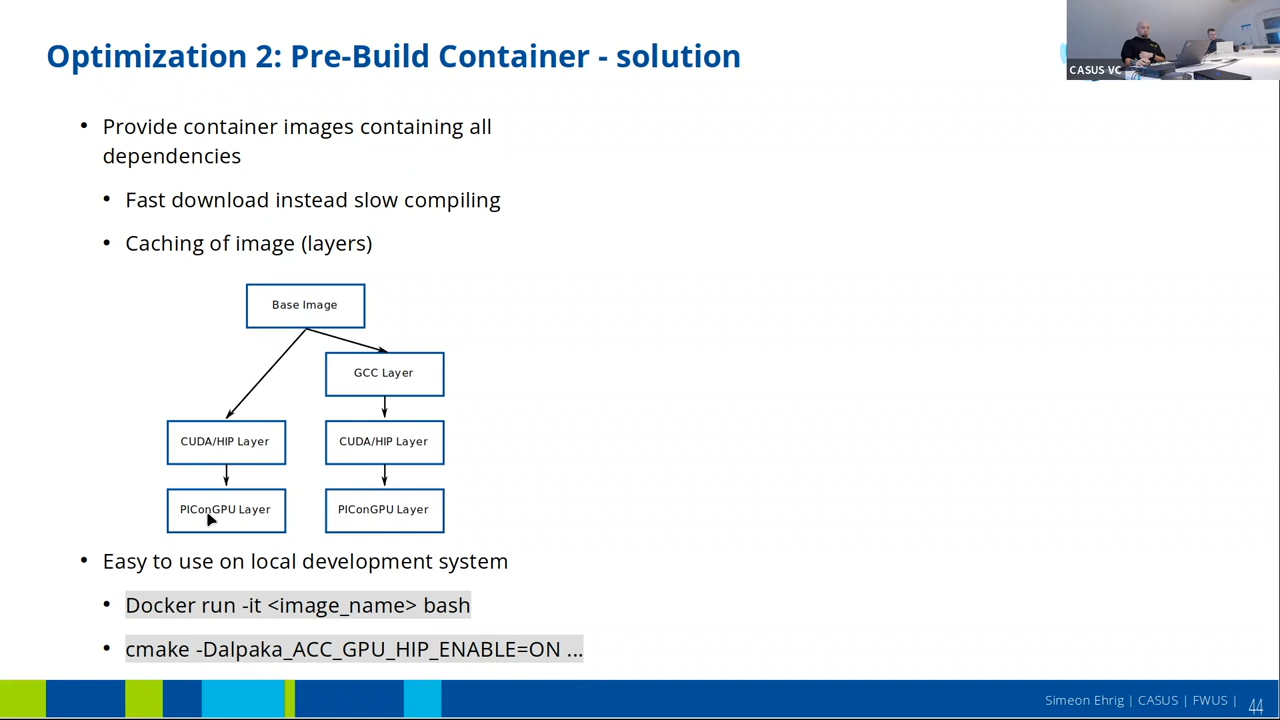 Optimization 2: Pre-Build Container - solution
CASUS VC
• Provide container images containing all
dependencies
• Fast download instead slow compiling
• Caching of image (layers)
Base Image
GCC Layer
CUDA/HIP Layer
CUDA/HIP Layer
PIConGPU Layer
PIConGPU Layer
• Easy to use on local development system
• Docker run -it <image_name> bash
• cmake -Dalpaka_ACC_GPU_HIP_ENABLE=ON ...
Simeon Ehrig | CASUS | FWUS |
44